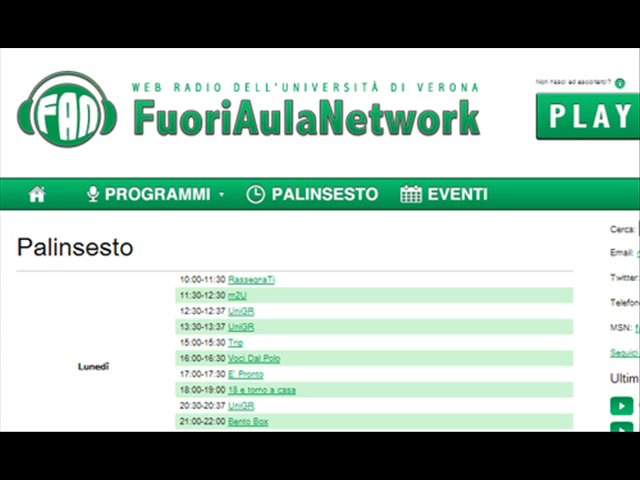 FAN
WEB RADIO DELL'UNIVERSITÀ DI VERONA
FuoriAulaNetwork
Non riesci ad ascoltarci?
PLAY
PROGRAMMI
PALINSESTO
EVENTI
Palinsesto
Lunedì
10:00-11:30 RassegnaTi
11:30-12:30 m2U
12:30-12:37 UniGR
13:30-13:37 UniGR
15:00-15:30 Trip
16:00-16:30 Voci Dal Polo
17:00-17:30 E' Pronto
18:00-19:00 18 e torno a casa
20:30-20:37 UniGR
21:00-22:00 Bento Box
Cerca:
Email:
Twitter:
Telefon
MSN:
Seguici
Ultim